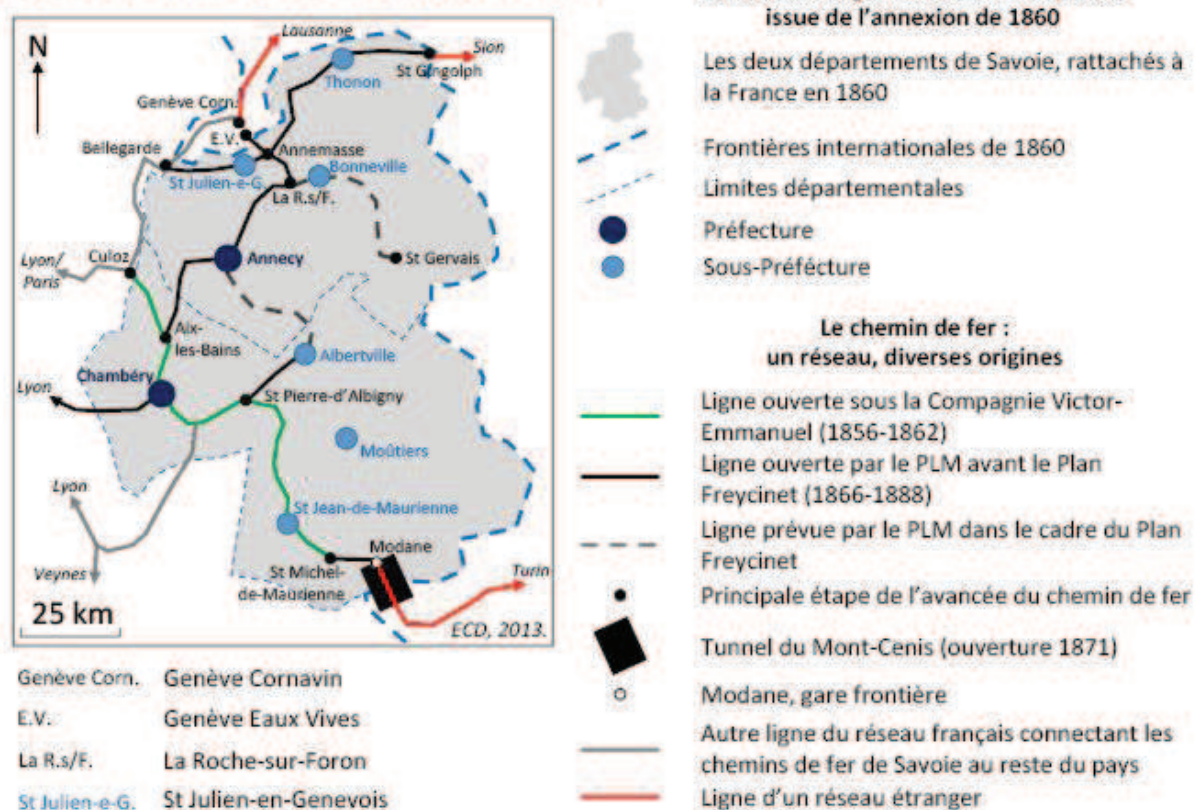 issue de l'annexion de 1860
Les deux départements de Savoie, rattachés à
la France en 1860
Frontières internationales de 1860
Limites départementales
Préfecture
Sous-Préfécture
Le chemin de fer :
un réseau, diverses origines
Ligne ouverte sous la Compagnie Victor-
Emmanuel (1856-1862)
Ligne ouverte par le PLM avant le Plan
Freycinet (1866-1888)
Ligne prévue par le PLM dans le cadre du Plan
Freycinet
Principale étape de l'avancée du chemin de fer
Tunnel du Mont-Cenis (ouverture 1871)
Modane, gare frontière
Autre ligne du réseau français connectant les
chemins de fer de Savoie au reste du pays
Ligne d'un réseau étranger
N
Lausanne
Sion
St Gingolph
Thonon
Genève Corn.
E.V.
Bellegarde
Annemasse
Bonneville
St Julien-e-G.
La R.s/F.
Lyon/
Paris
Culoz
Annecy
St Gervais
Aix-
les-Bains
Albertville
Chambéry
Lyon
St Pierre-d'Albigny
Moûtiers
Lyon
St Jean-de-Maurienne
Modane
St Michel-
de-Maurienne
Turin
Veynes
25 km
ECD, 2013.
Genève Corn. Genève Cornavin
E.V. Genève Eaux Vives
La R.s/F. La Roche-sur-Foron
St Julien-e-G. St Julien-en-Genevois